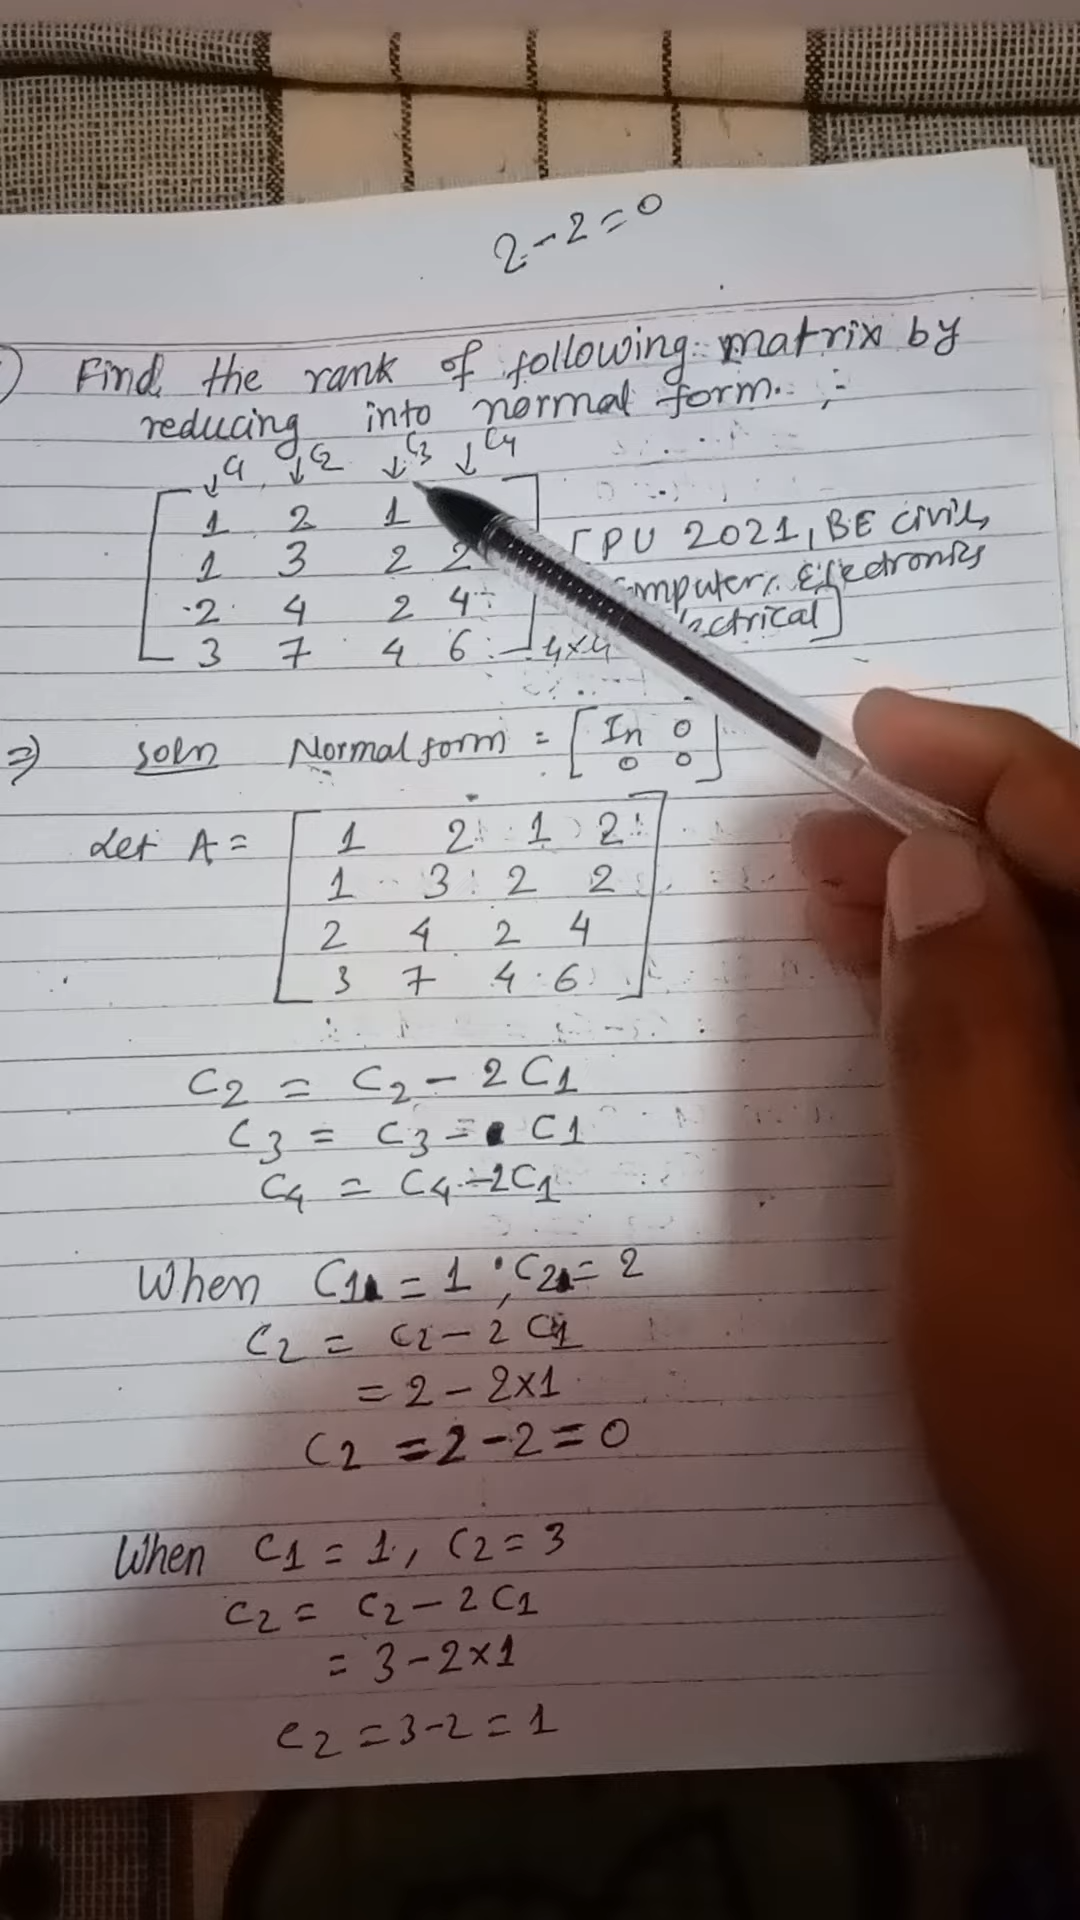 2-2=0
Find the rank of following matrix by
reducing into normal form. :-
↓C1 ↓C2 ↓C3 ↓C4
1 2 1
1 3 2 2
2 4 2 4
3 7 4 6 4×4
[PU 2021, BE civil,
mputer, Electronics
ectrical]
⇒ Soln Normal form = [In 0
0 0]
Let A = [1 2 1 2
1 3 2 2
2 4 2 4
3 7 4 6]
C2 = C2 - 2C1
C3 = C3 - C1
C4 = C4 - 2C1
When C1 = 1, C2 = 2
C2 = C2 - 2C1
= 2 - 2×1
C2 = 2-2=0
When C1 = 1, C2 = 3
C2 = C2 - 2C1
= 3-2×1
C2 = 3-2 = 1